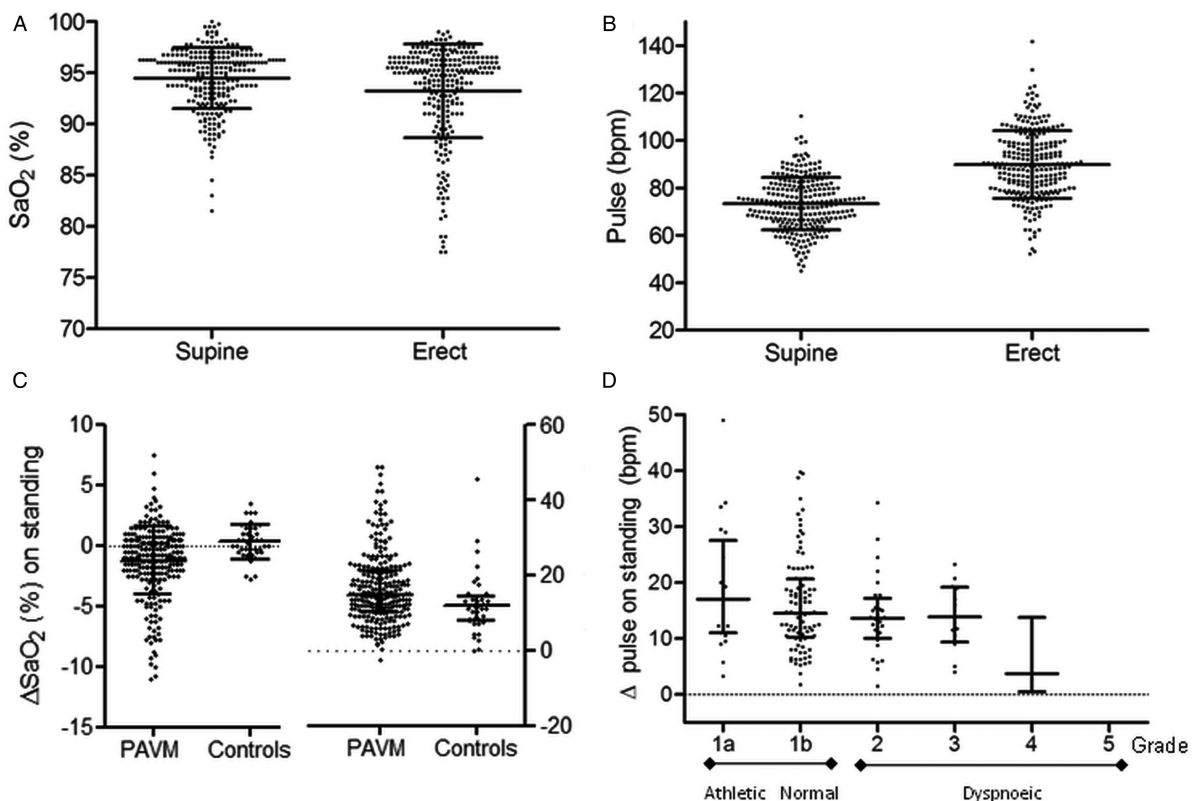 A
SaO₂ (%)
100
95
90
85
80
75
70
Supine Erect
B
Pulse (bpm)
140
120
100
80
60
40
20
Supine Erect
C
ΔSaO₂ (%) on standing
10
5
0
-5
-10
-15
PAVM Controls
60
40
20
0
-20
PAVM Controls
D
Δ pulse on standing (bpm)
50
40
30
20
10
0
1a 1b 2 3 4 5 Grade
Athletic Normal Dyspnoeic